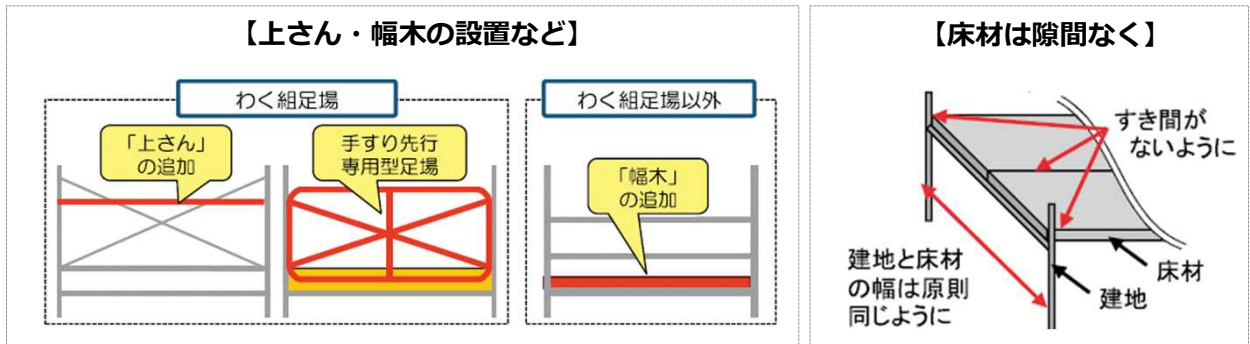 【上さん・幅木の設置など】
わく組足場
「上さん」
の追加
手すり先行
専用型足場
わく組足場以外
「幅木」
の追加
【床材は隙間なく】
すき間が
ないように
建地と床材
の幅は原則
同じように
床材
建地